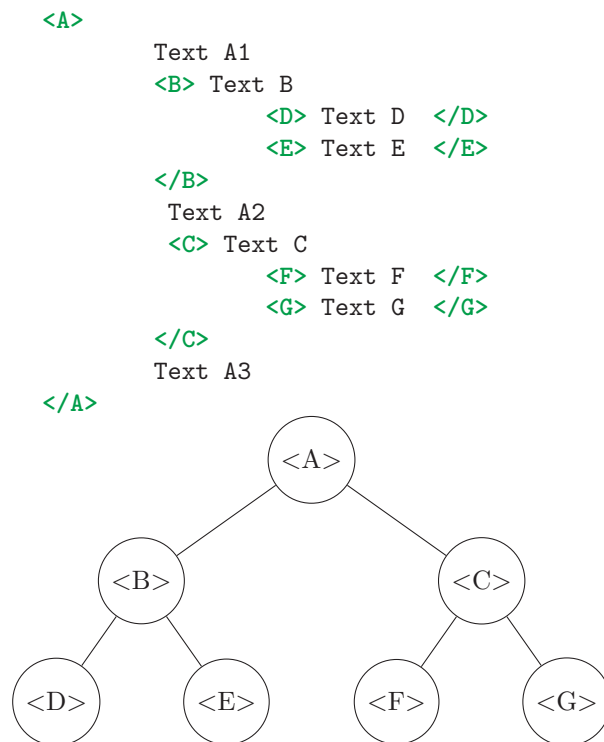 <A>
Text A1
<B> Text B
<D> Text D </D>
<E> Text E </E>
</B>
Text A2
<C> Text C
<F> Text F </F>
<G> Text G </G>
</C>
Text A3
</A>
<A>
<B> <C>
<D> <E> <F> <G>